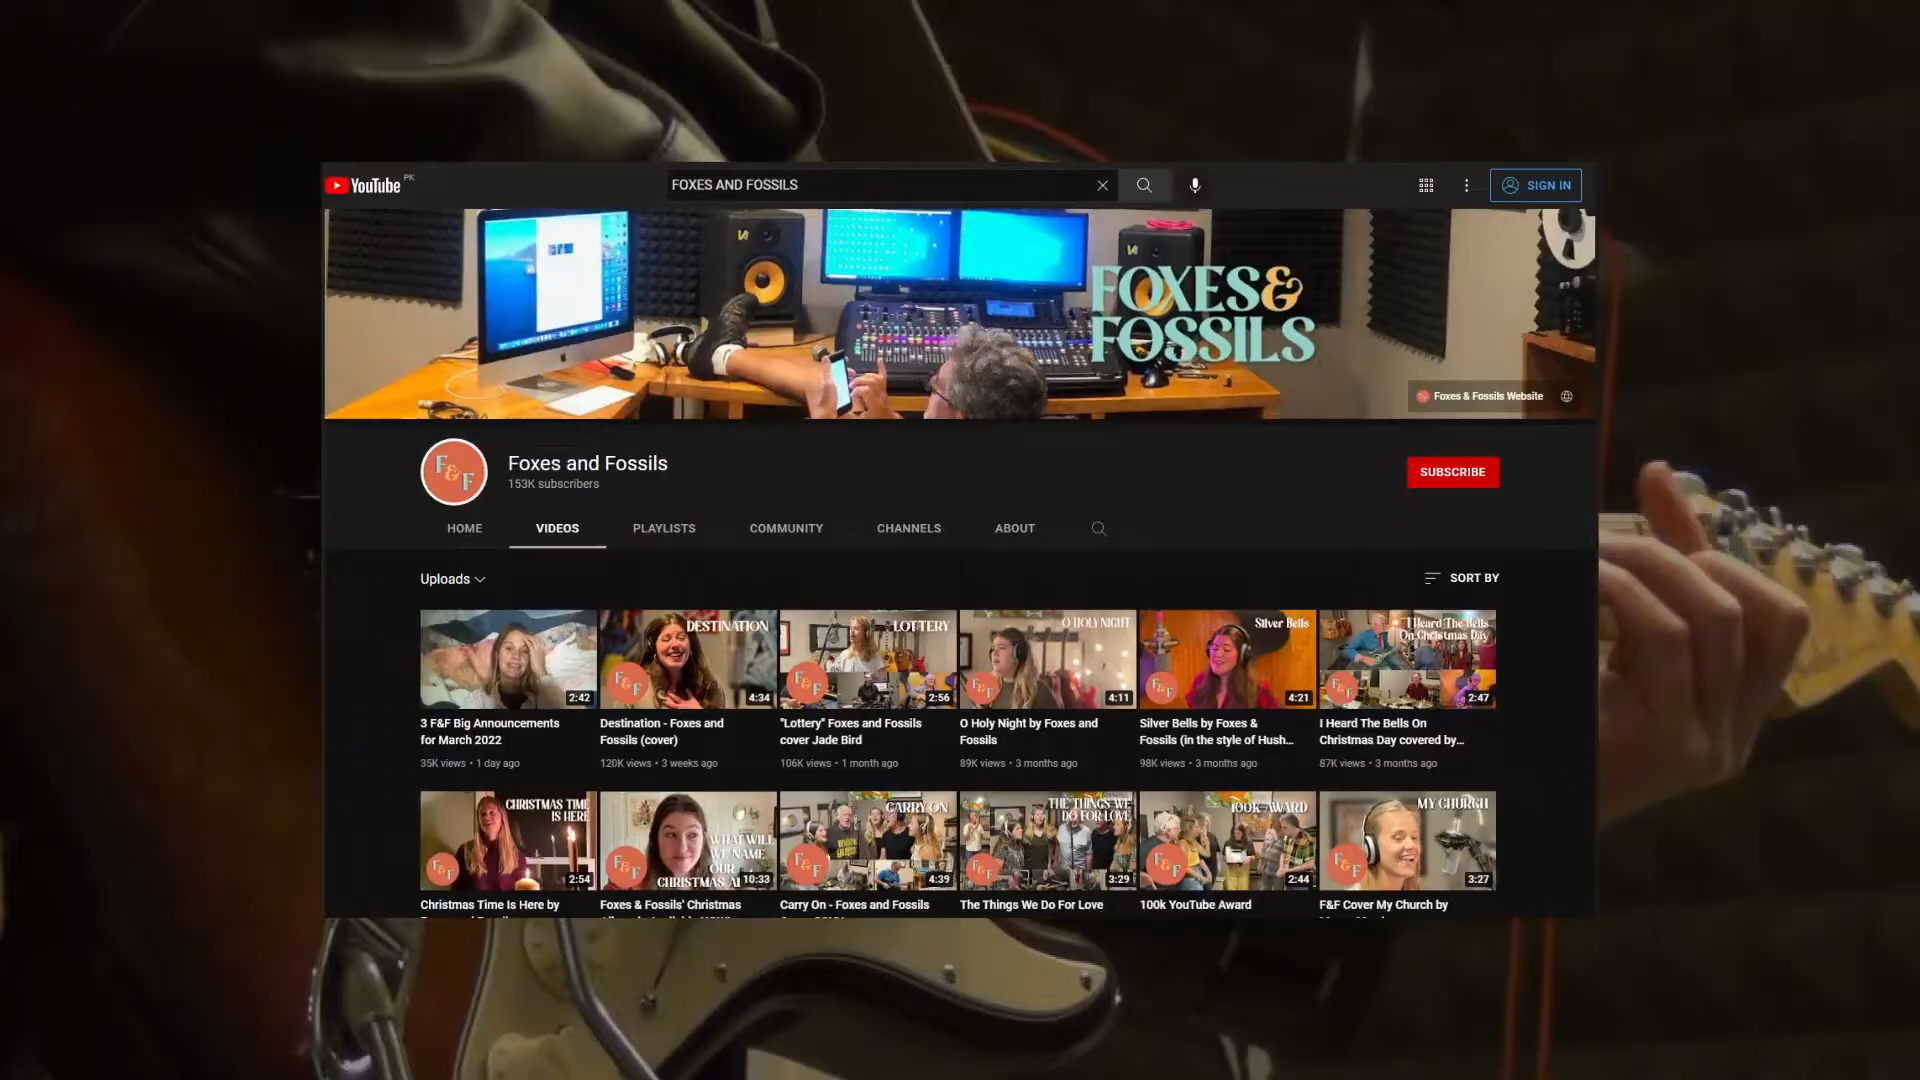 YouTube PK
FOXES AND FOSSILS
SIGN IN
FOXES&
FOSSILS
Foxes & Fossils Website
F&F
Foxes and Fossils
153K subscribers
SUBSCRIBE
HOME
VIDEOS
PLAYLISTS
COMMUNITY
CHANNELS
ABOUT
Uploads
SORT BY
2:42
DESTINATION
F&F
4:34
LOTTERY
F&F
2:56
O HOLY NIGHT
F&F
4:11
Silver Bells
F&F
4:21
I Heard The Bells
On Christmas Day
F&F
2:47
3 F&F Big Announcements
for March 2022
35K views • 1 day ago
Destination - Foxes and
Fossils (cover)
120K views • 3 weeks ago
"Lottery" Foxes and Fossils
cover Jade Bird
106K views • 1 month ago
O Holy Night by Foxes and
Fossils
89K views • 3 months ago
Silver Bells by Foxes &
Fossils (in the style of Hush...
98K views • 3 months ago
I Heard The Bells On
Christmas Day covered by...
87K views • 3 months ago
CHRISTMAS TIME
IS HERE
F&F
2:54
WHAT WILL
WE NAME
OUR
CHRISTMAS AL
F&F
10:33
CARRY ON
F&F
4:39
THE THINGS WE
DO FOR LOVE
F&F
3:29
100K AWARD
F&F
2:44
MY CHURCH
F&F
3:27
Christmas Time Is Here by
Foxes & Fossils' Christmas
Carry On - Foxes and Fossils
The Things We Do For Love
100k YouTube Award
F&F Cover My Church by